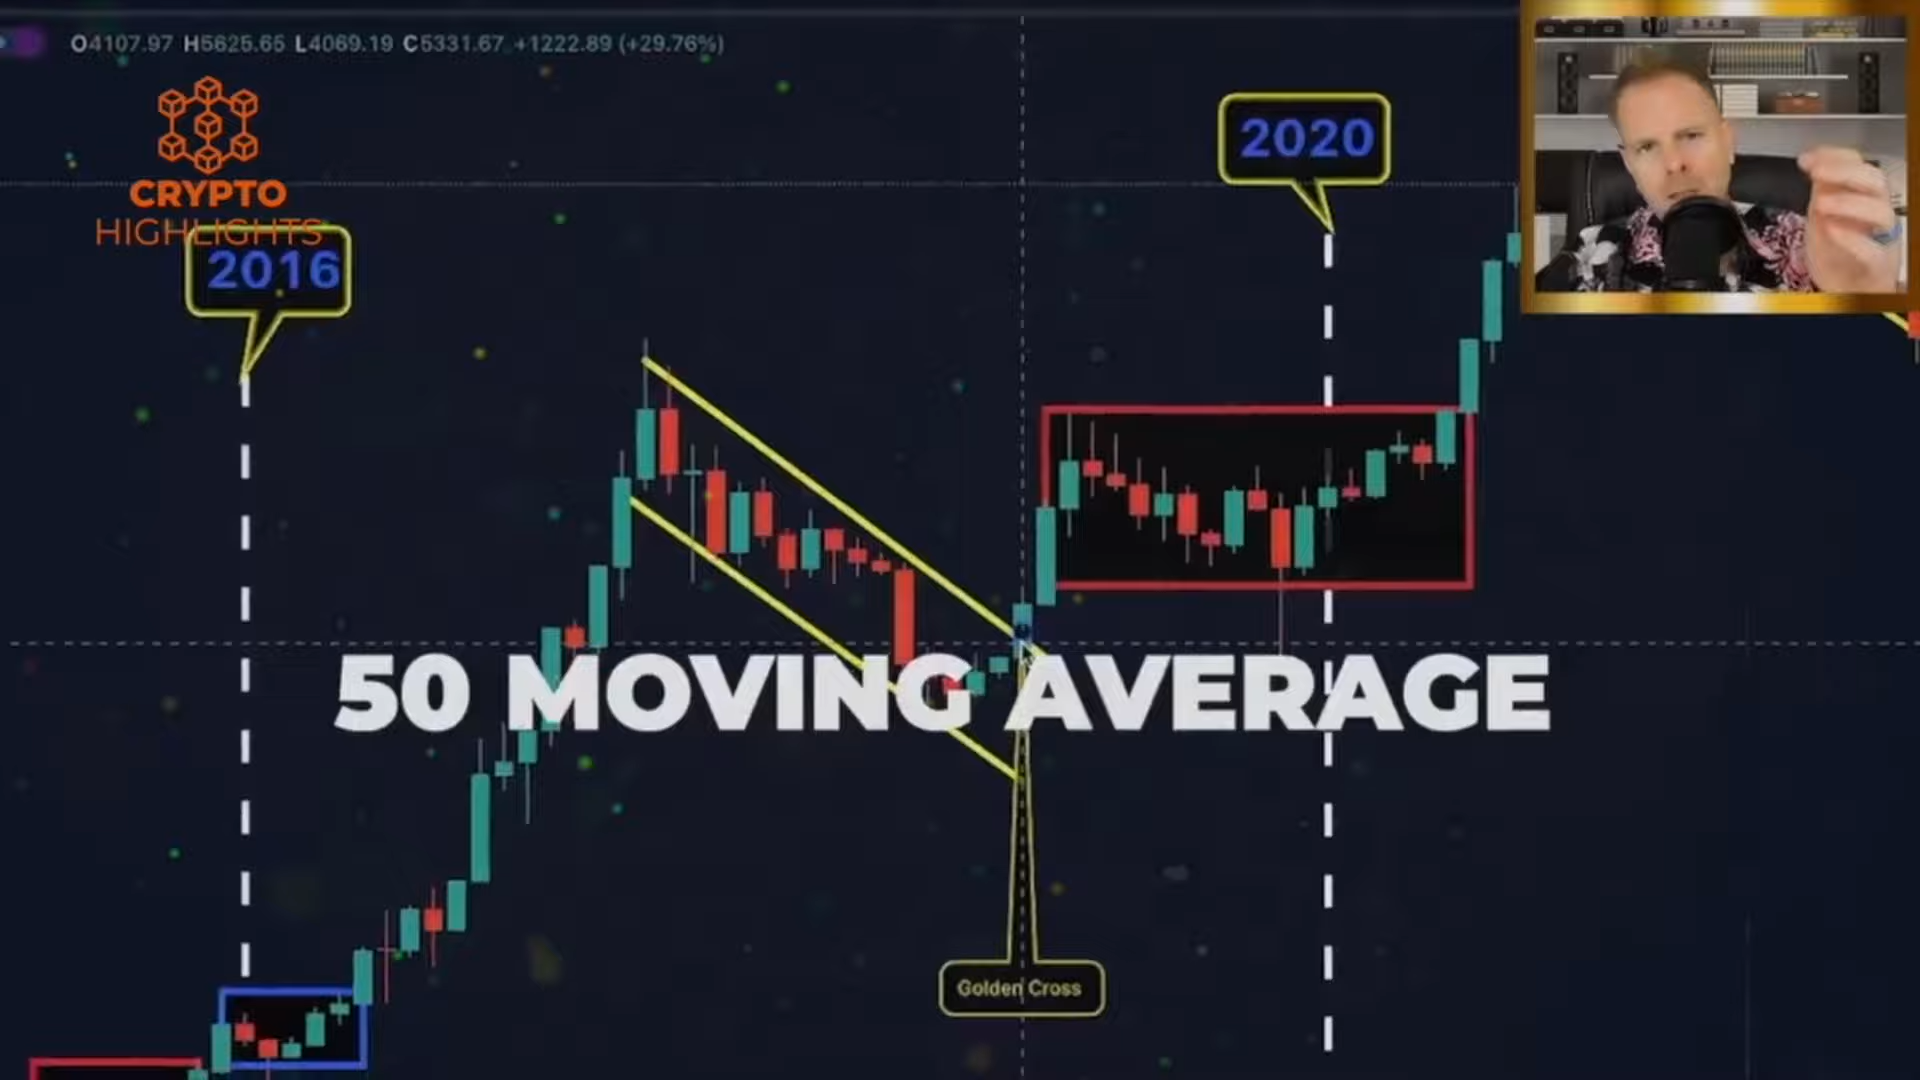 O4107.97 H5625.65 L4069.19 C5331.67 +1222.89 (+29.76%)
CRYPTO
HIGHLIGHTS
2016
2020
50 MOVING AVERAGE
Golden Cross